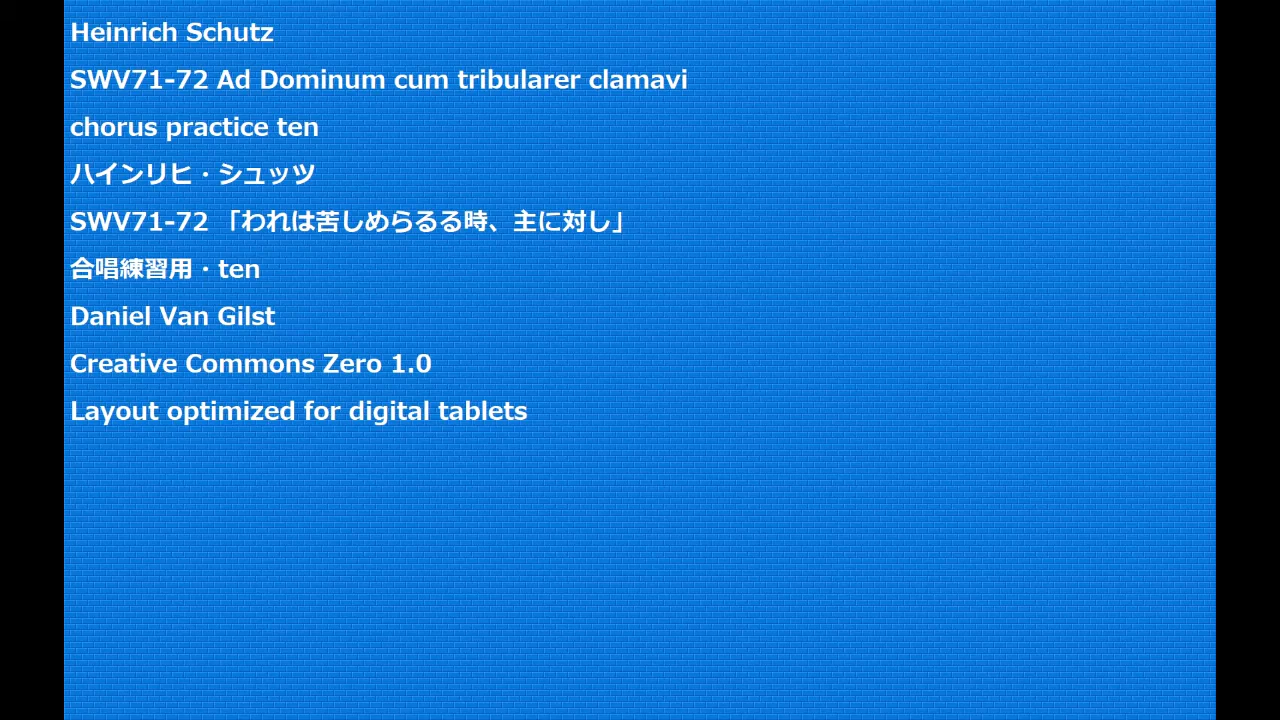 Heinrich Schutz
SWV71-72 Ad Dominum cum tribularer clamavi
chorus practice ten
ハインリヒ・シュッツ
SWV71-72 「われは苦しめらるる時、主に対し」
合唱練習用・ten
Daniel Van Gilst
Creative Commons Zero 1.0
Layout optimized for digital tablets